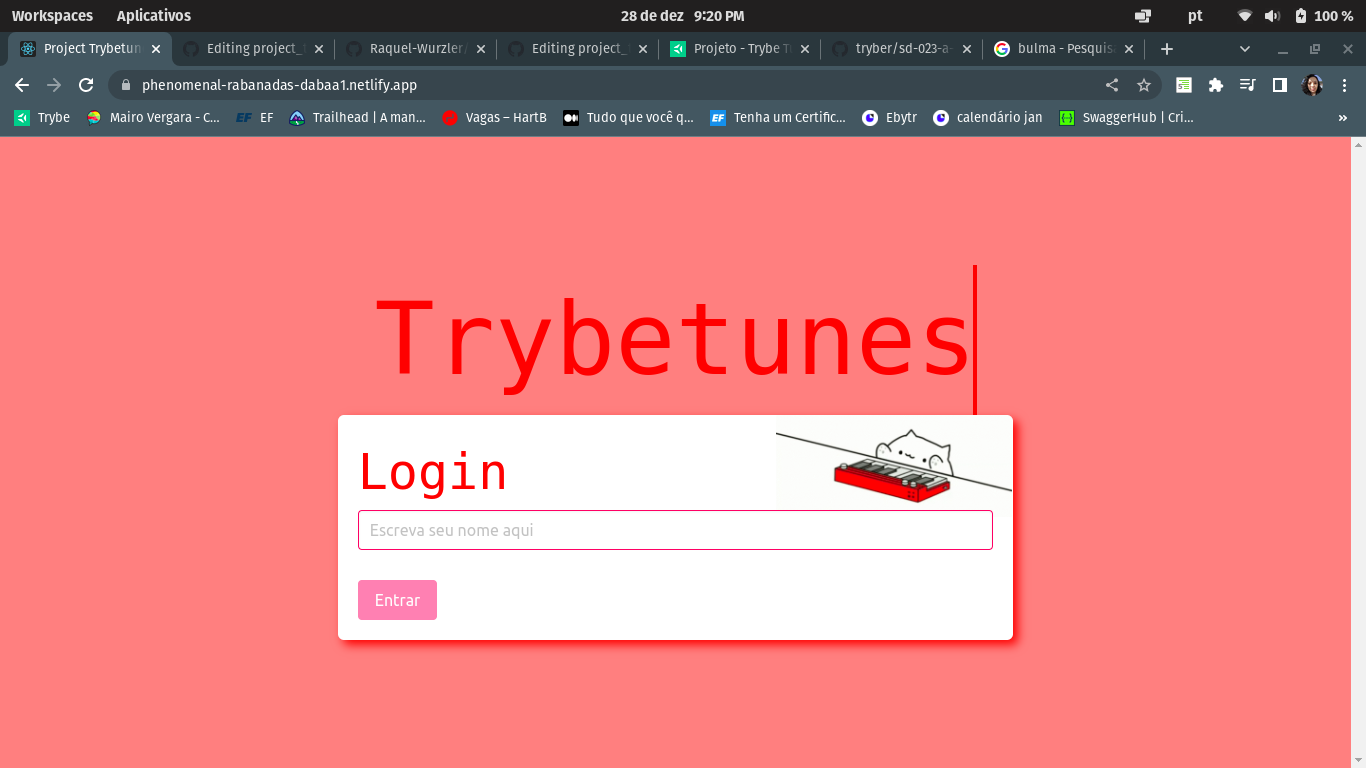 Workspaces Aplicativos 28 de dez 9:20 PM pt 100 %
Project Trybetun Editing project_ Raquel-Wurzler/ Editing project_ Projeto - Trybe T tryber/sd-023-a- bulma - Pesquis
phenomenal-rabanadas-dabaa1.netlify.app
Trybe Mairo Vergara - C... EF EF Trailhead | A man... Vagas – HartB Tudo que você q... EF Tenha um Certific... Ebytr calendário jan SwaggerHub | Cri... »
Trybetunes
Login
Escreva seu nome aqui
Entrar